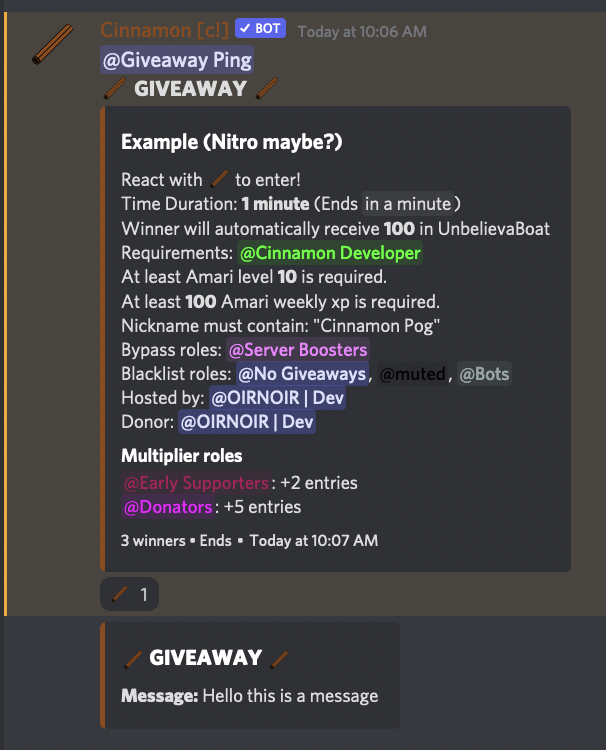 Cinnamon [c!] ✓ BOT Today at 10:06 AM
@Giveaway Ping
GIVEAWAY
Example (Nitro maybe?)
React with to enter!
Time Duration: 1 minute (Ends in a minute)
Winner will automatically receive 100 in UnbelievaBoat
Requirements: @Cinnamon Developer
At least Amari level 10 is required.
At least 100 Amari weekly xp is required.
Nickname must contain: "Cinnamon Pog"
Bypass roles: @Server Boosters
Blacklist roles: @No Giveaways, @muted, @Bots
Hosted by: @OIRNOIR | Dev
Donor: @OIRNOIR | Dev
Multiplier roles
@Early Supporters: +2 entries
@Donators: +5 entries
3 winners • Ends • Today at 10:07 AM
1
GIVEAWAY
Message: Hello this is a message